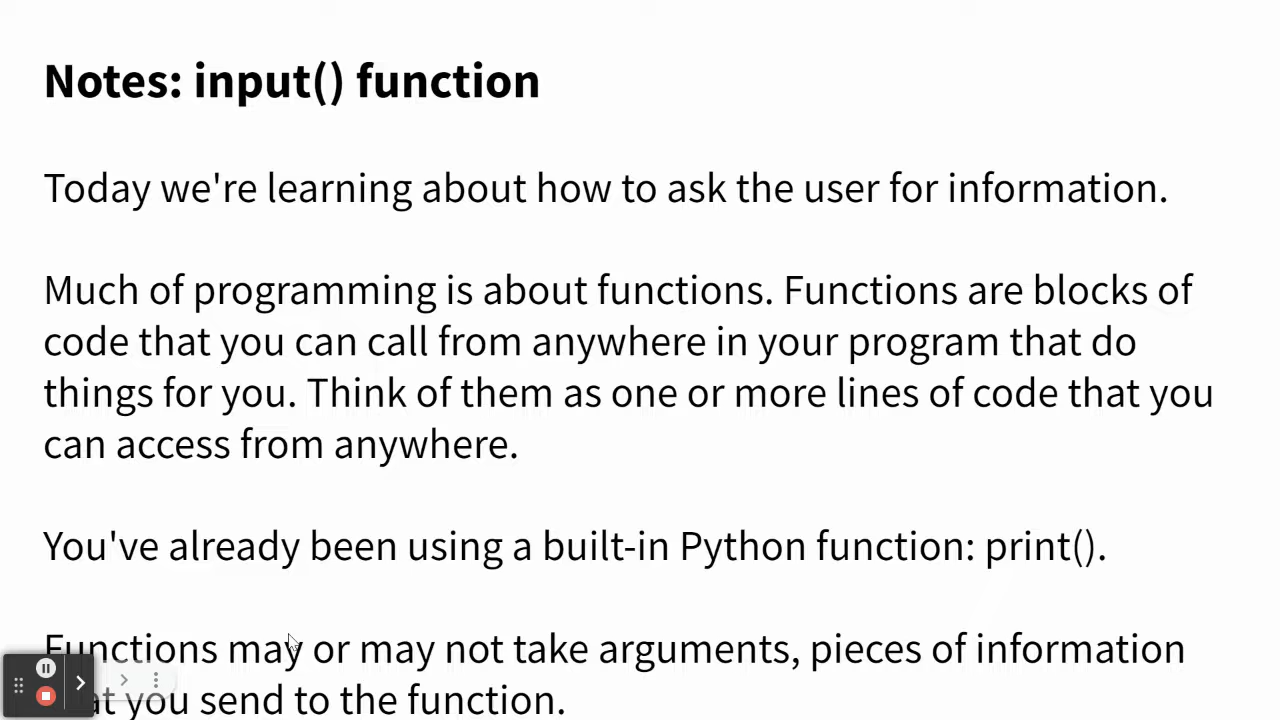 Notes: input() function
Today we're learning about how to ask the user for information.
Much of programming is about functions. Functions are blocks of
code that you can call from anywhere in your program that do
things for you. Think of them as one or more lines of code that you
can access from anywhere.
You've already been using a built-in Python function: print().
Functions may or may not take arguments, pieces of information
that you send to the function.